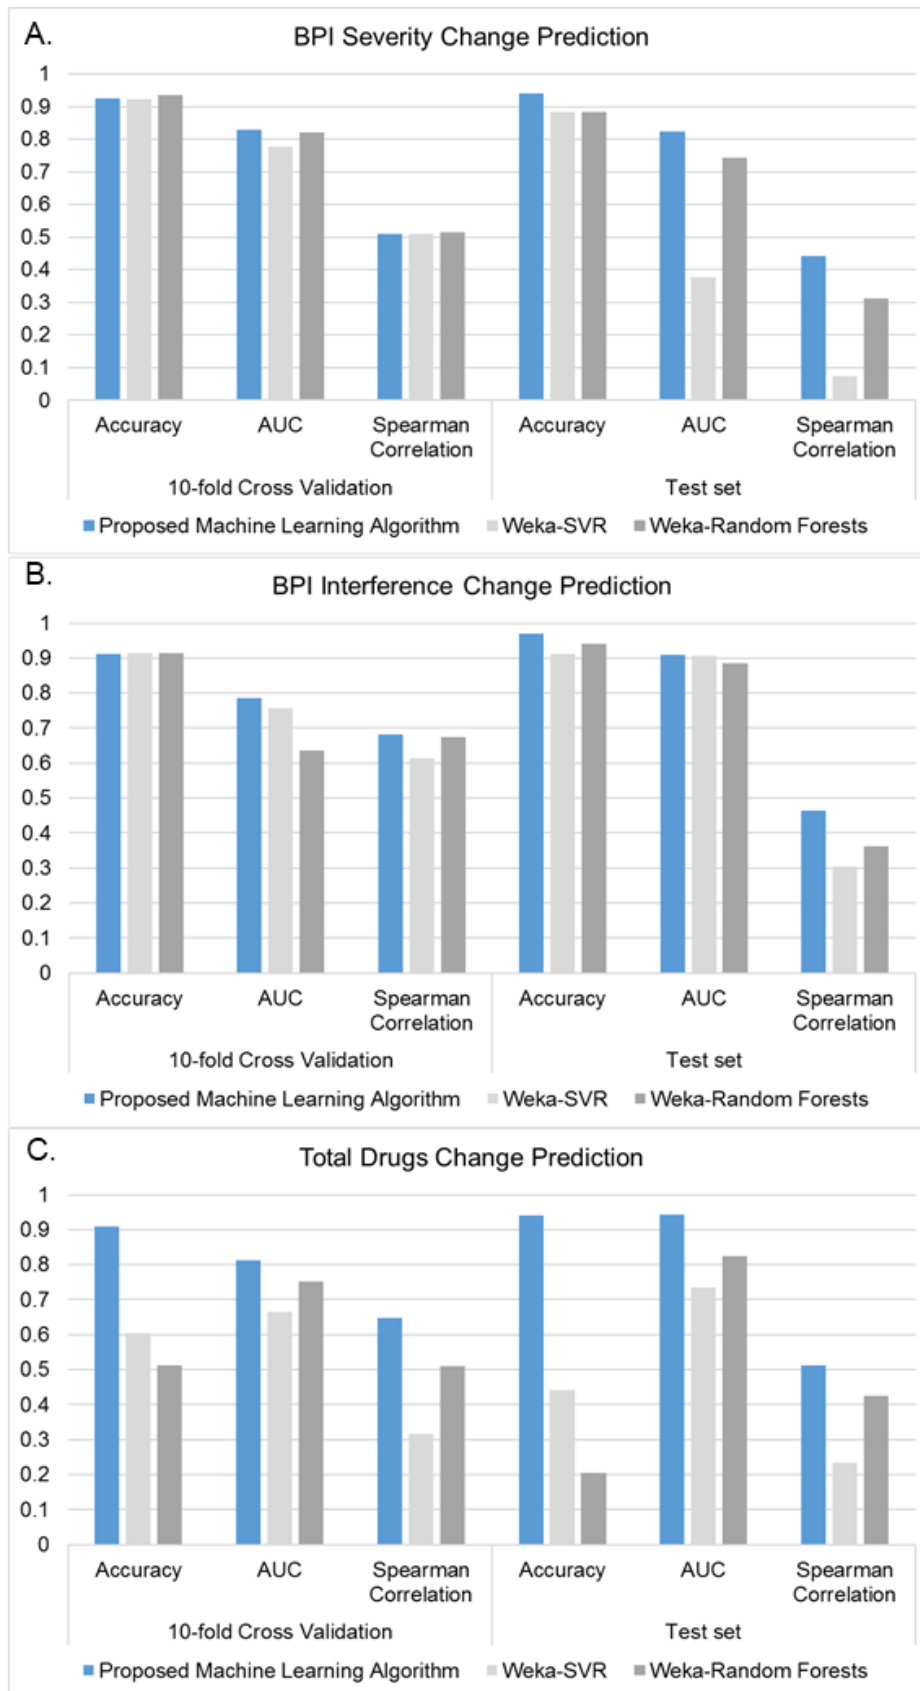 A.
BPI Severity Change Prediction
1
0.9
0.8
0.7
0.6
0.5
0.4
0.3
0.2
0.1
0
Accuracy AUC Spearman Correlation Accuracy AUC Spearman Correlation
10-fold Cross Validation Test set
Proposed Machine Learning Algorithm Weka-SVR Weka-Random Forests
B.
BPI Interference Change Prediction
1
0.9
0.8
0.7
0.6
0.5
0.4
0.3
0.2
0.1
0
Accuracy AUC Spearman Correlation Accuracy AUC Spearman Correlation
10-fold Cross Validation Test set
Proposed Machine Learning Algorithm Weka-SVR Weka-Random Forests
C.
Total Drugs Change Prediction
1
0.9
0.8
0.7
0.6
0.5
0.4
0.3
0.2
0.1
0
Accuracy AUC Spearman Correlation Accuracy AUC Spearman Correlation
10-fold Cross Validation Test set
Proposed Machine Learning Algorithm Weka-SVR Weka-Random Forests